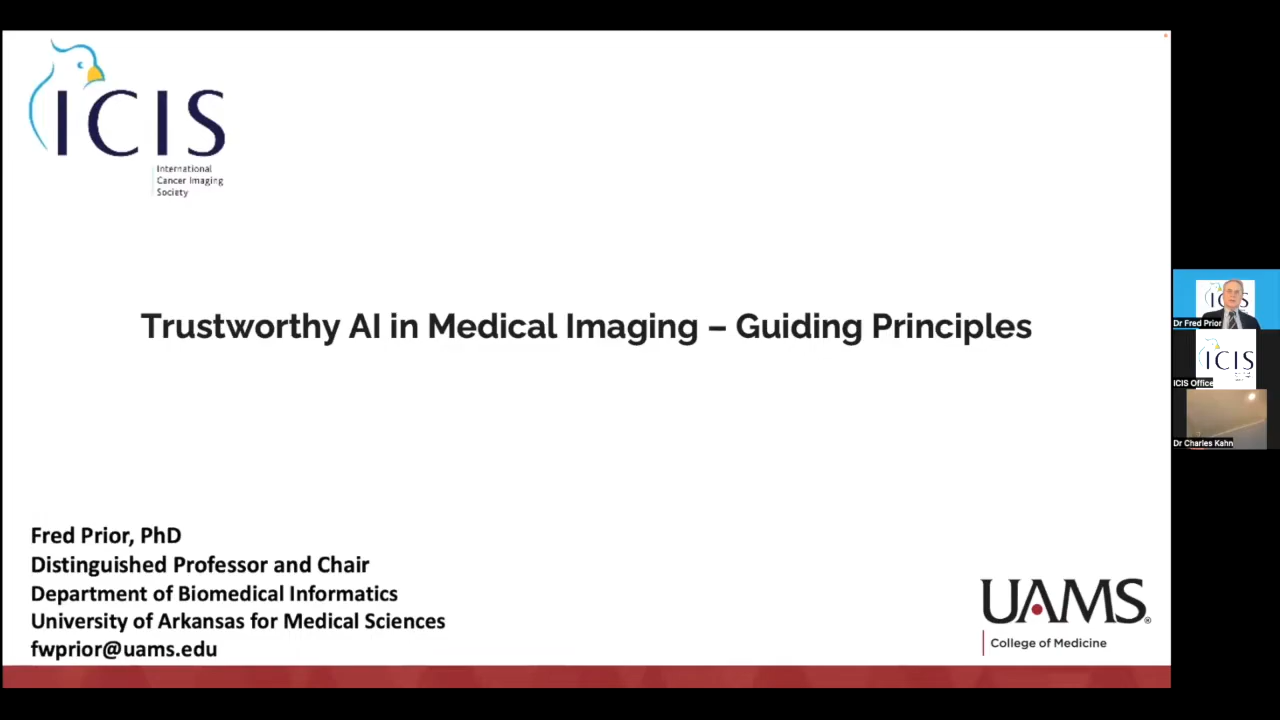 ICIS
International
Cancer Imaging
Society
Trustworthy AI in Medical Imaging – Guiding Principles
Fred Prior, PhD
Distinguished Professor and Chair
Department of Biomedical Informatics
University of Arkansas for Medical Sciences
fwprior@uams.edu
UAMS®
College of Medicine
Dr Fred Prior
ICIS
ICIS Office
Dr Charles Kahn